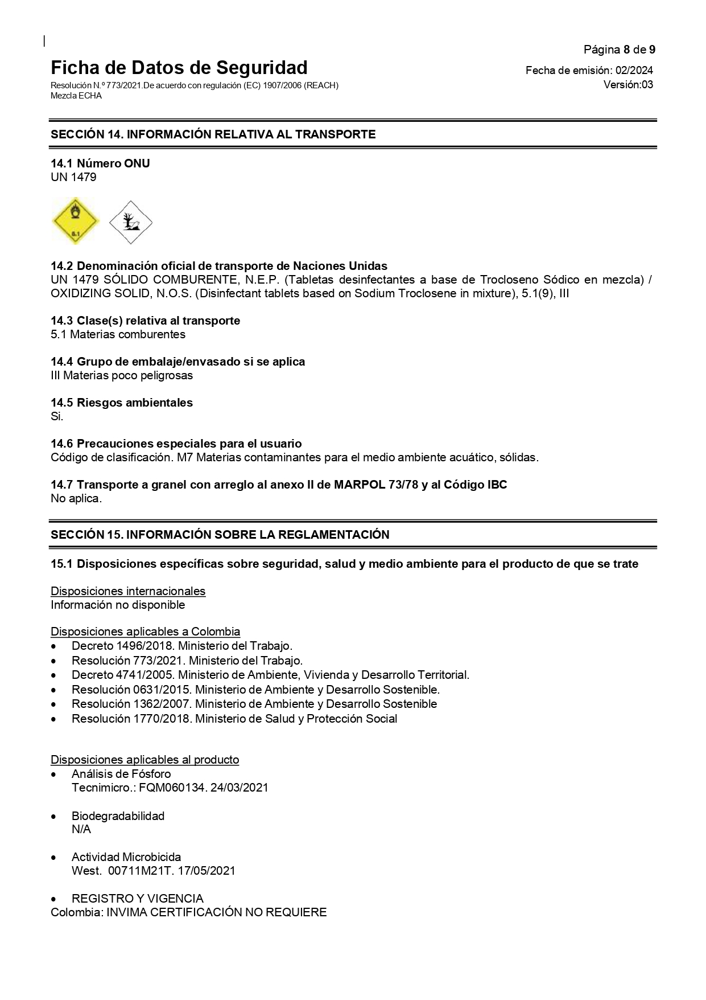 Página 8 de 9
Ficha de Datos de Seguridad
Fecha de emisión: 02/2024
Resolución N.º 773/2021.De acuerdo con regulación (EC) 1907/2006 (REACH)
Versión:03
Mezcla ECHA
SECCIÓN 14. INFORMACIÓN RELATIVA AL TRANSPORTE
14.1 Número ONU
UN 1479
5.1
14.2 Denominación oficial de transporte de Naciones Unidas
UN 1479 SÓLIDO COMBURENTE, N.E.P. (Tabletas desinfectantes a base de Trocloseno Sódico en mezcla) /
OXIDIZING SOLID, N.O.S. (Disinfectant tablets based on Sodium Troclosene in mixture), 5.1(9), III
14.3 Clase(s) relativa al transporte
5.1 Materias comburentes
14.4 Grupo de embalaje/envasado si se aplica
III Materias poco peligrosas
14.5 Riesgos ambientales
Si.
14.6 Precauciones especiales para el usuario
Código de clasificación. M7 Materias contaminantes para el medio ambiente acuático, sólidas.
14.7 Transporte a granel con arreglo al anexo II de MARPOL 73/78 y al Código IBC
No aplica.
SECCIÓN 15. INFORMACIÓN SOBRE LA REGLAMENTACIÓN
15.1 Disposiciones específicas sobre seguridad, salud y medio ambiente para el producto de que se trate
Disposiciones internacionales
Información no disponible
Disposiciones aplicables a Colombia
• Decreto 1496/2018. Ministerio del Trabajo.
• Resolución 773/2021. Ministerio del Trabajo.
• Decreto 4741/2005. Ministerio de Ambiente, Vivienda y Desarrollo Territorial.
• Resolución 0631/2015. Ministerio de Ambiente y Desarrollo Sostenible.
• Resolución 1362/2007. Ministerio de Ambiente y Desarrollo Sostenible
• Resolución 1770/2018. Ministerio de Salud y Protección Social
Disposiciones aplicables al producto
• Análisis de Fósforo
Tecnimicro.: FQM060134. 24/03/2021
• Biodegradabilidad
N/A
• Actividad Microbicida
West. 00711M21T. 17/05/2021
• REGISTRO Y VIGENCIA
Colombia: INVIMA CERTIFICACIÓN NO REQUIERE